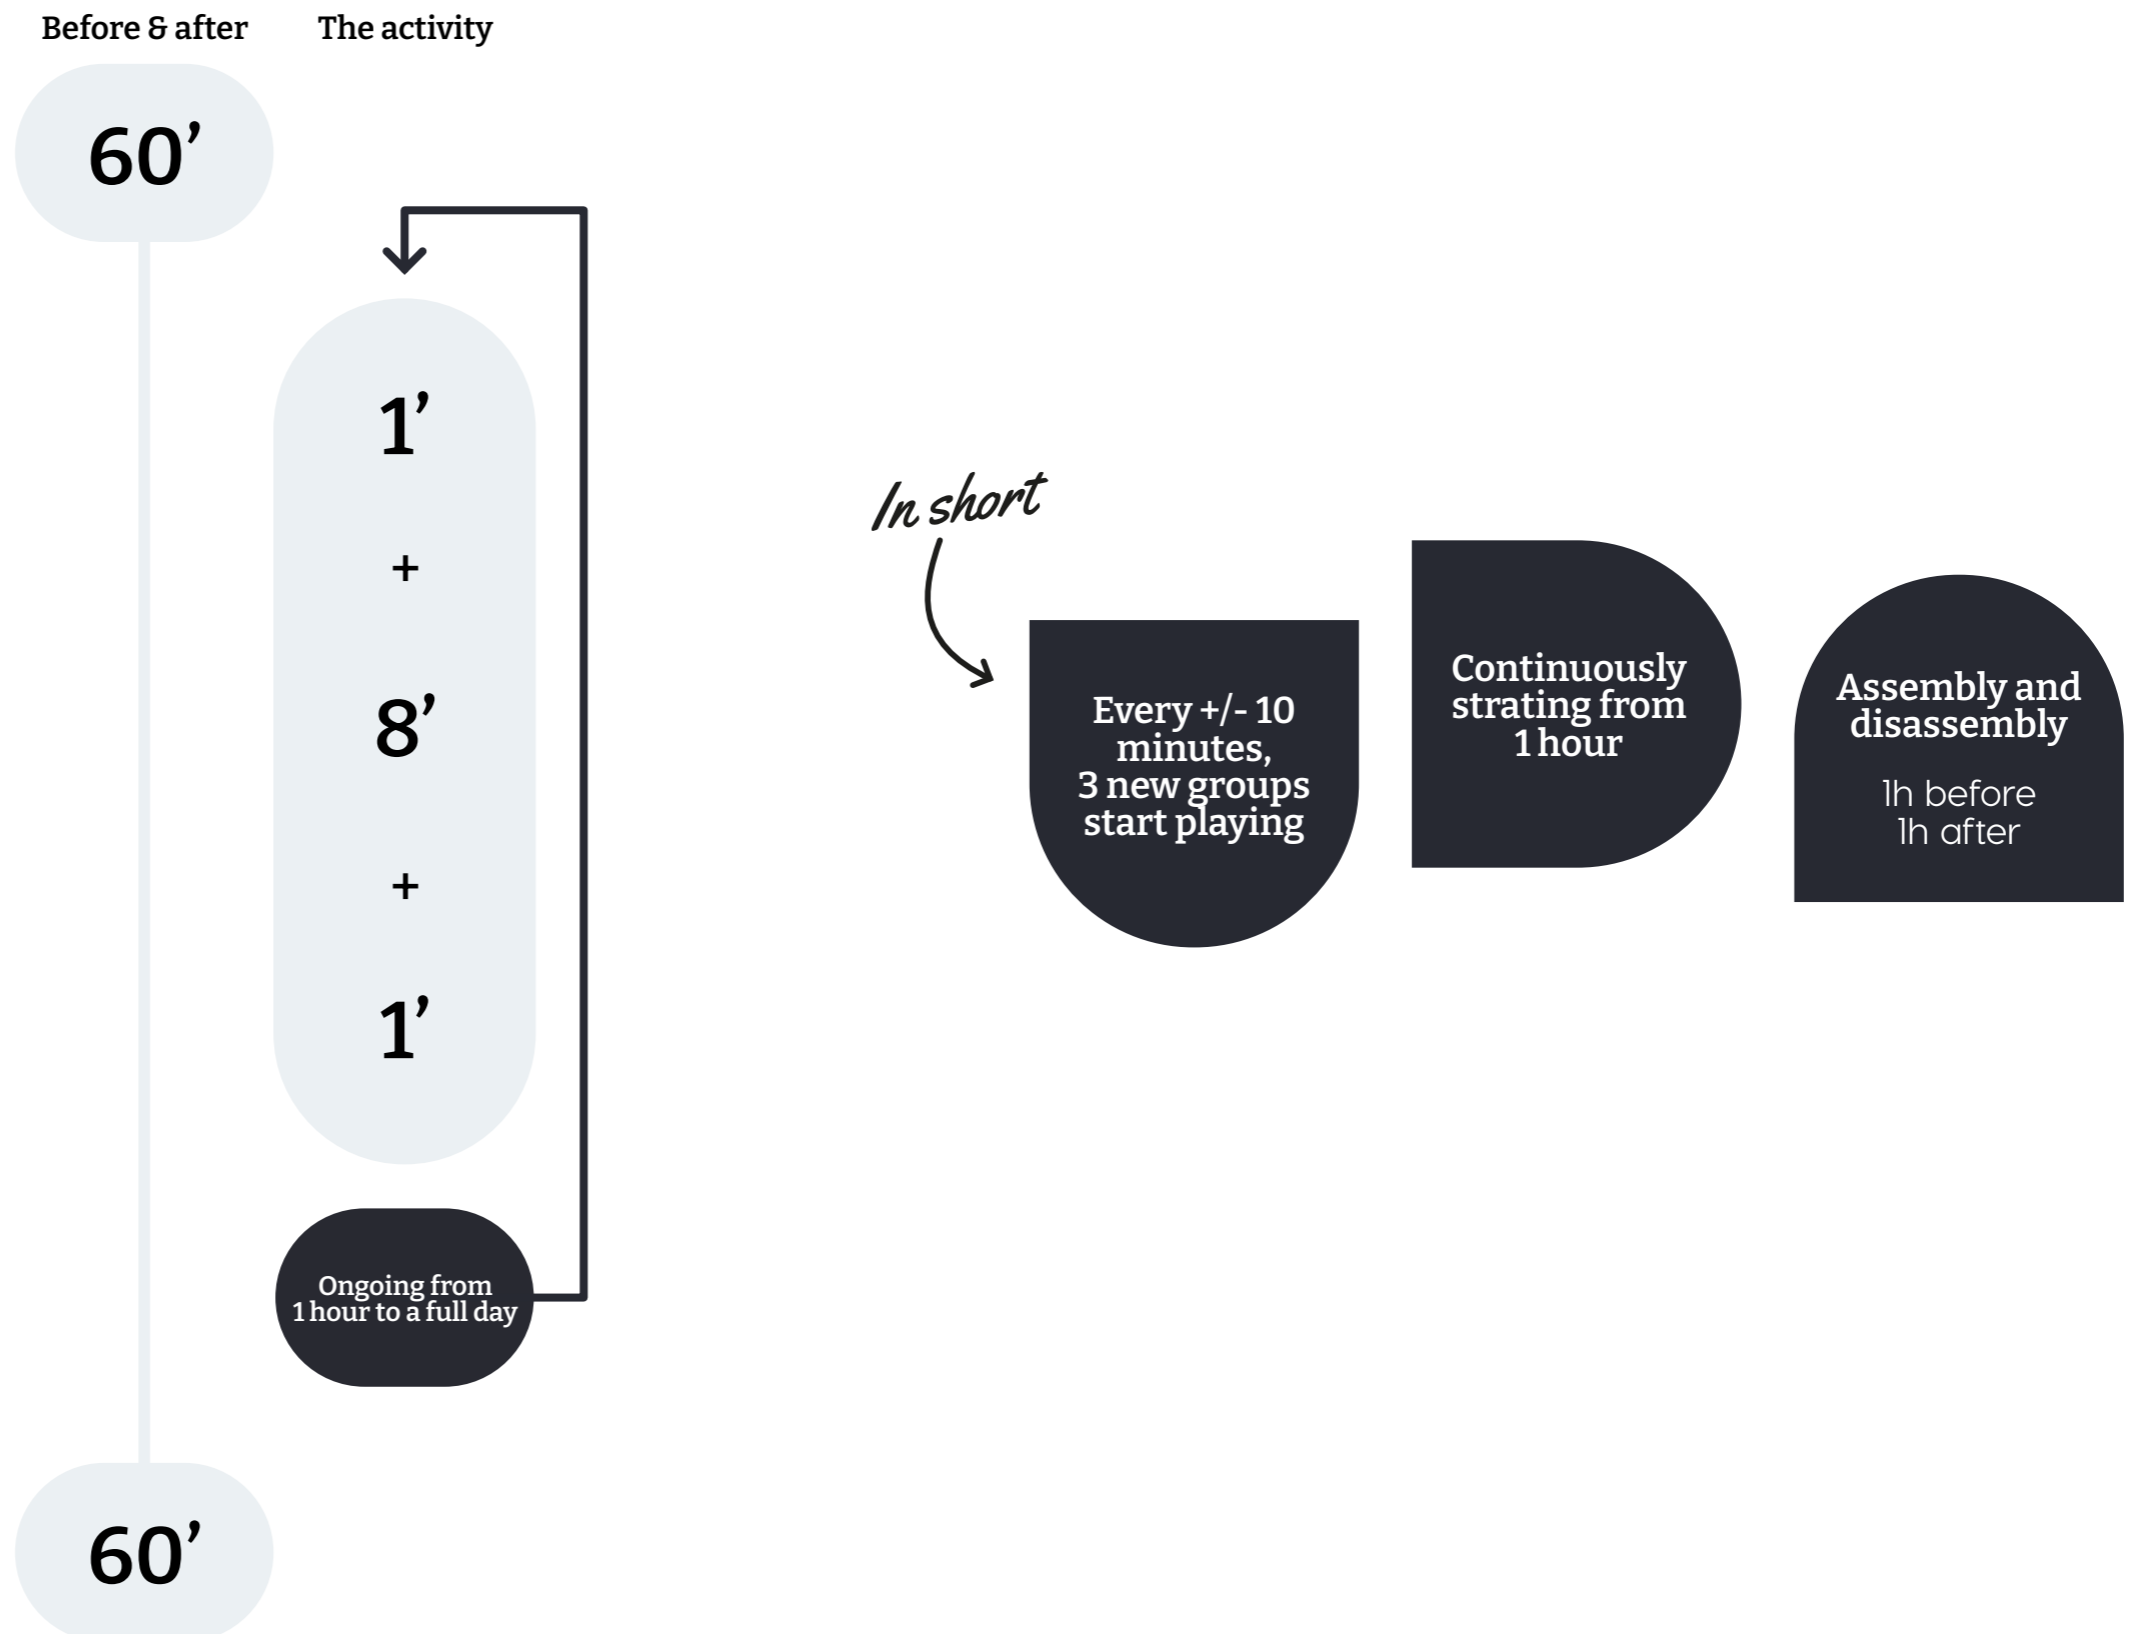 Before & after
The activity
60’
1’
+
8’
+
1’
Ongoing from
1 hour to a full day
60’
In short
Every +/- 10
minutes,
3 new groups
start playing
Continuously
strating from
1 hour
Assembly and
disassembly
1h before
1h after